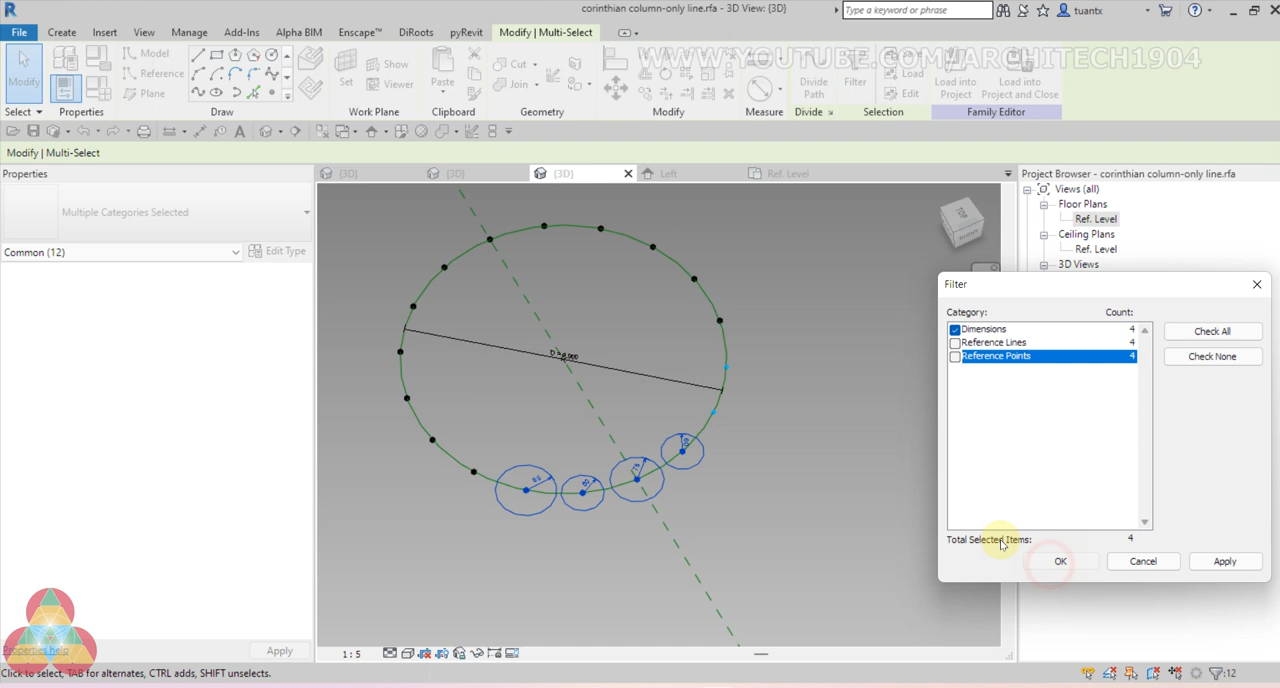 corinthian column-only line.rfa - 3D View: {3D}
Type a keyword or phrase
tuantx
File Create Insert View Manage Add-Ins Alpha BIM Enscape™ DiRoots pyRevit Modify | Multi-Select
WWW.YOUTUBE.COM/ARCHITECH1904
Modify
Model
Reference
Plane
Set
Show
Viewer
Paste
Cut
Join
Divide Path
Filter
Load
Edit
Load into Project
Load into Project and Close
Select Properties Draw Work Plane Clipboard Geometry Modify Measure Divide Selection Family Editor
Modify | Multi-Select
Properties
{3D} {3D} {3D} Left Ref. Level
Project Browser - corinthian column-only line.rfa
Multiple Categories Selected
Common (12)
Edit Type
Views (all)
Floor Plans
Ref. Level
Ceiling Plans
Ref. Level
3D Views
TOP
Filter
Category: Count:
Dimensions 4
Reference Lines 4
Reference Points 4
Check All
Check None
Total Selected Items: 4
OK Cancel Apply
Properties help
Apply
1 : 5
Click to select, TAB for alternates, CTRL adds, SHIFT unselects.
:12